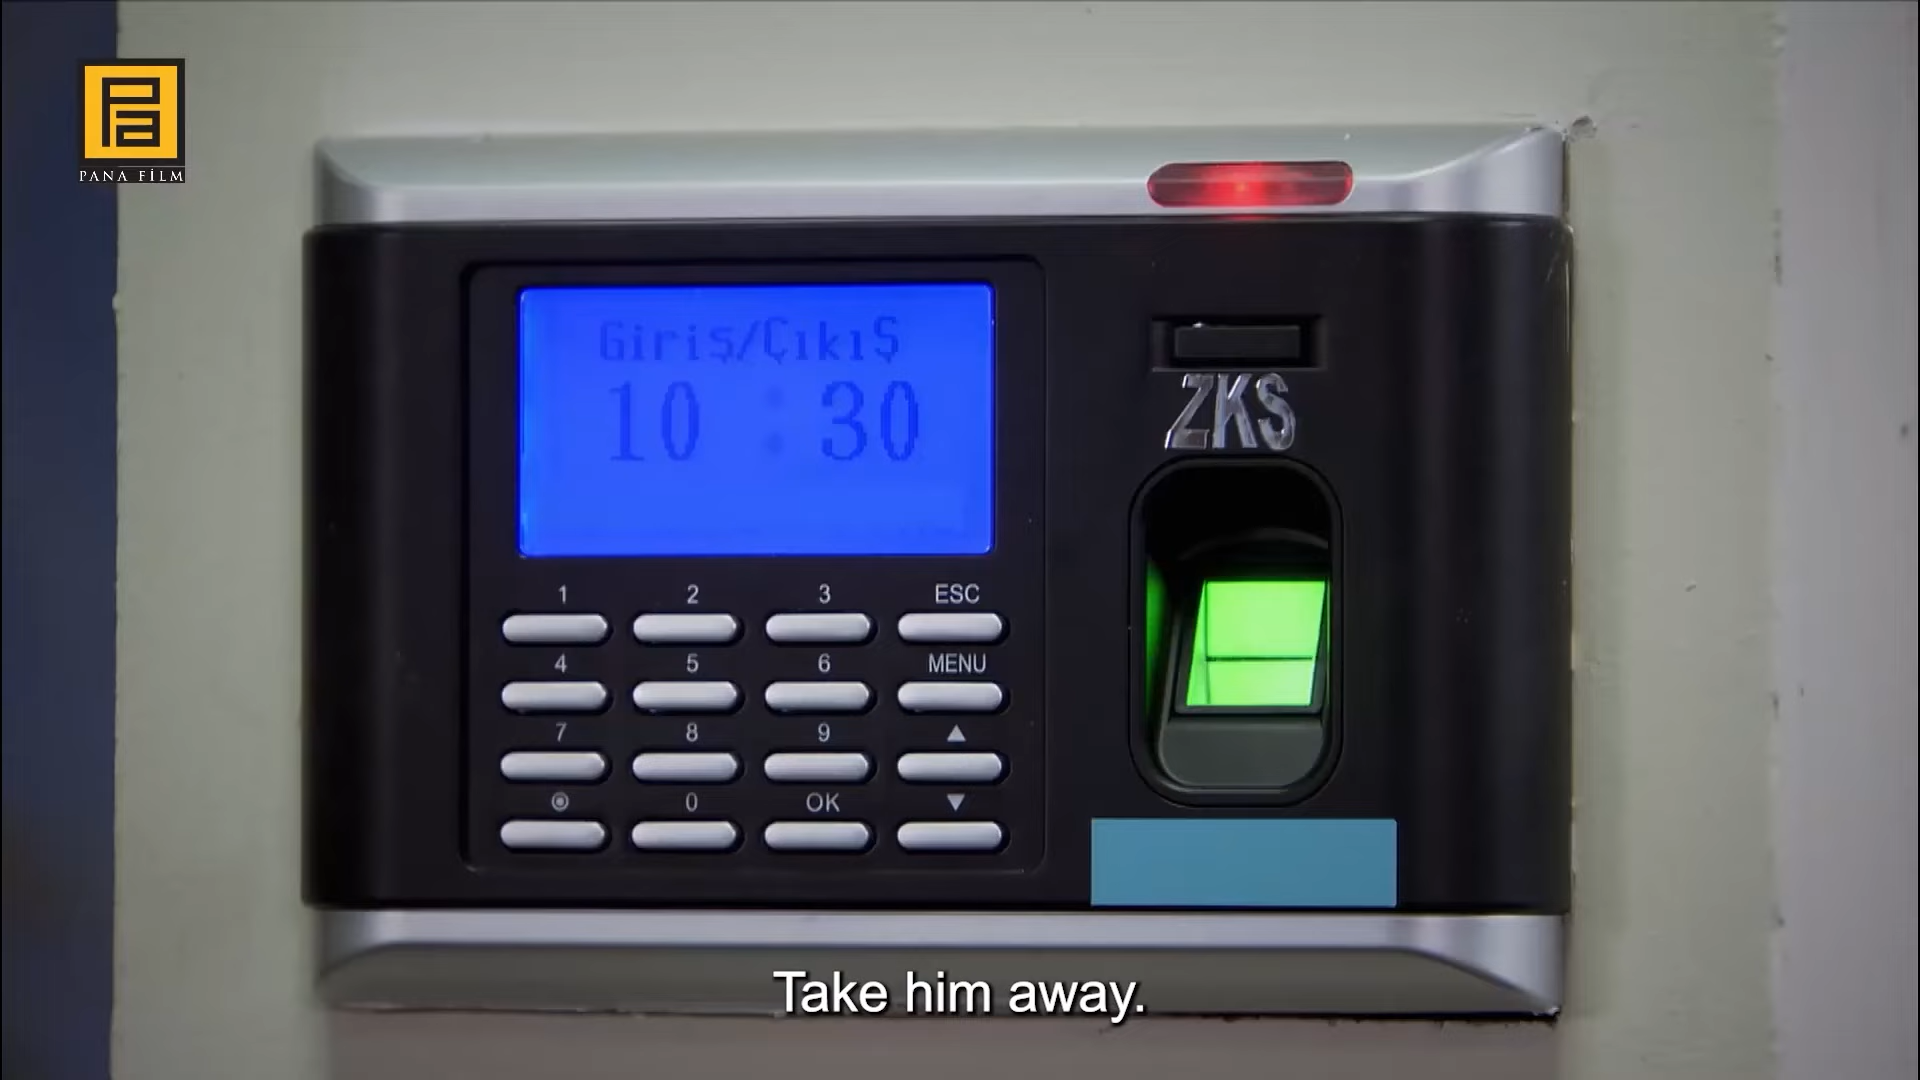 PANA FİLM
Giriş/Çıkış
10 : 30
ZKS
1 2 3 ESC
4 5 6 MENU
7 8 9 ▲
◉ 0 OK ▼
Take him away.